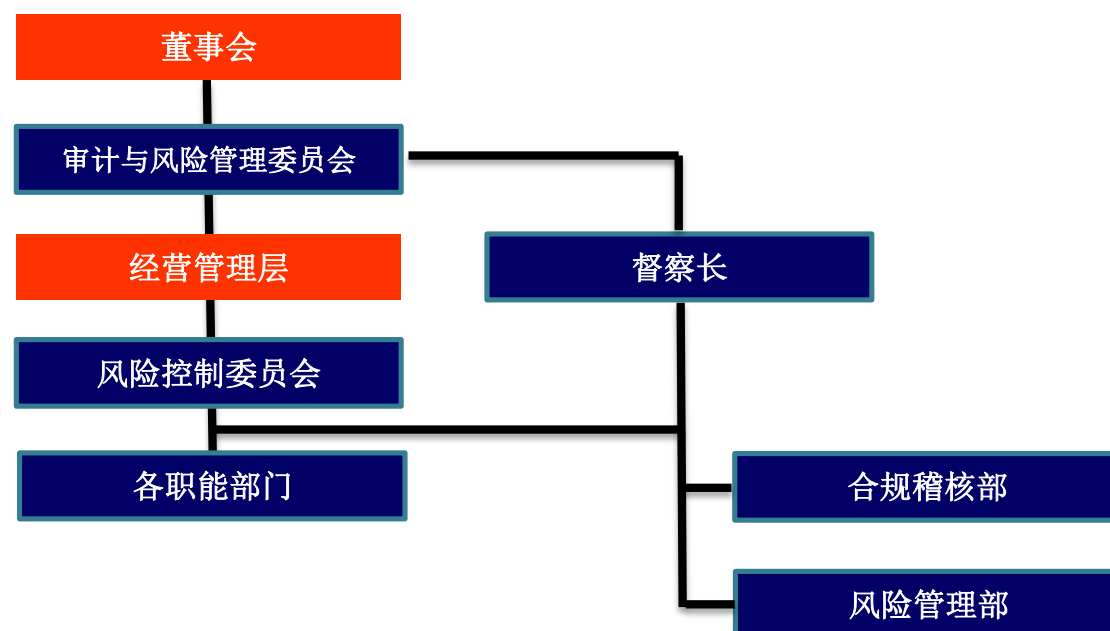 董事会
审计与风险管理委员会
经营管理层
督察长
风险控制委员会
各职能部门
合规稽核部
风险管理部